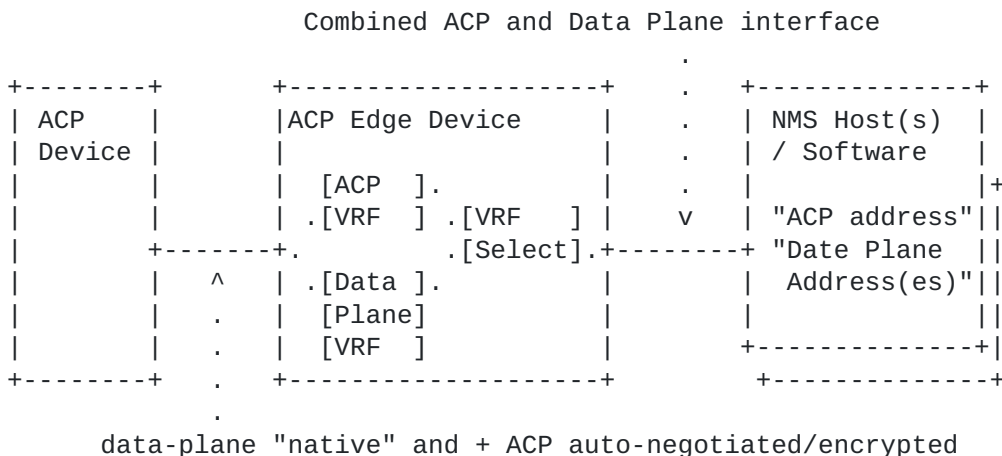 Combined ACP and Data Plane interface
ACP
Device
ACP Edge Device
NMS Host(s)
/ Software
[ACP ].
.[VRF ] .[VRF ]
.[Select].
v
"ACP address"
"Date Plane
Address(es)"
^
.[Data ].
[Plane]
[VRF ]
data-plane "native" and + ACP auto-negotiated/encrypted